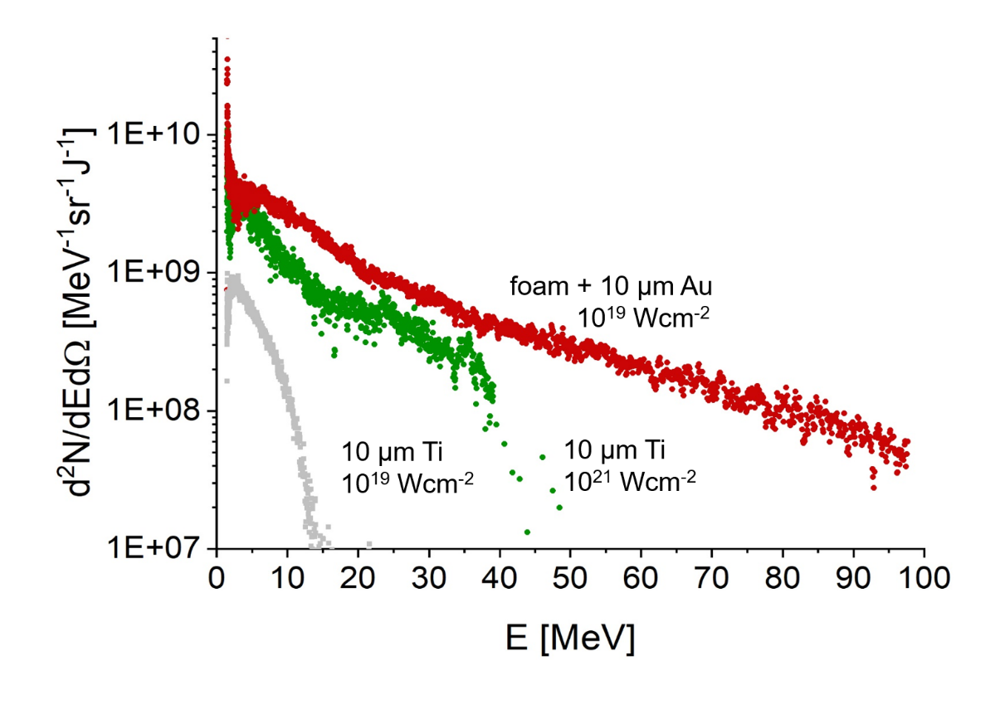 d²N/dEdΩ [MeV⁻¹sr⁻¹J⁻¹]
1E+10
1E+09
1E+08
1E+07
foam + 10 µm Au
10¹⁹ Wcm⁻²
10 µm Ti
10¹⁹ Wcm⁻²
10 µm Ti
10²¹ Wcm⁻²
0 10 20 30 40 50 60 70 80 90 100
E [MeV]